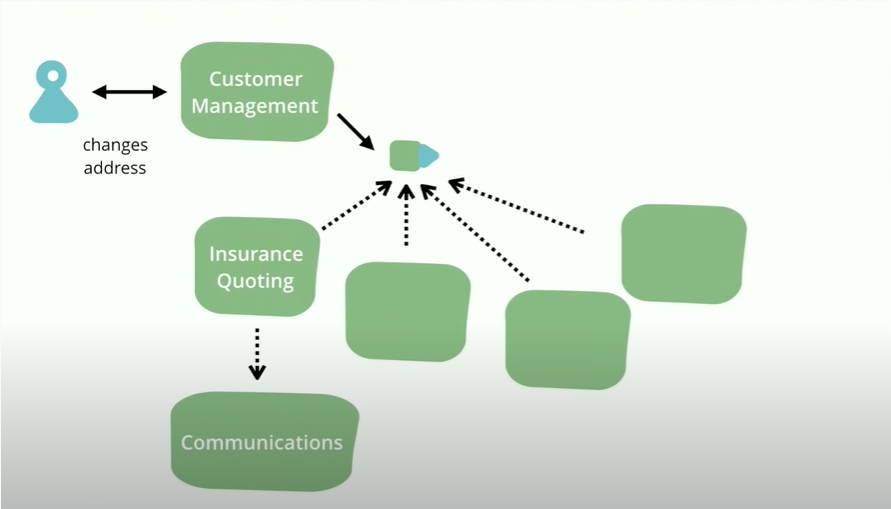 Customer
Management
changes
address
Insurance
Quoting
Communications